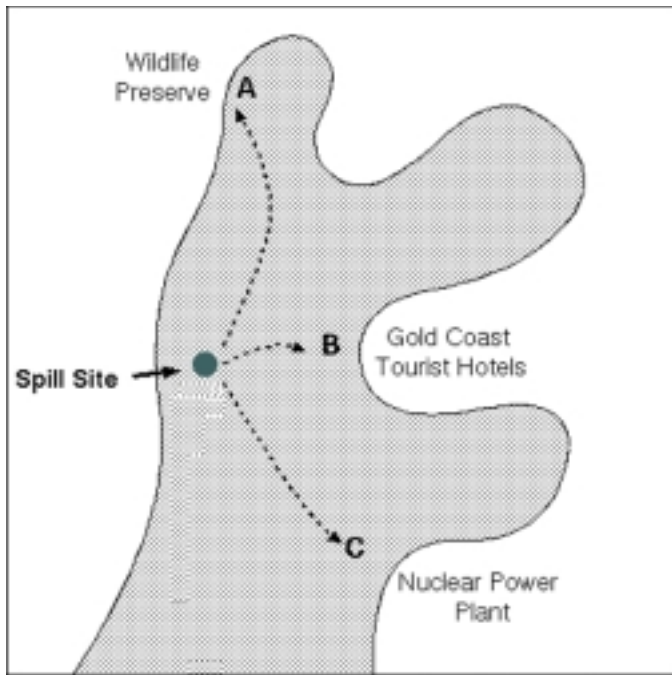 Wildlife
Preserve
A
B
Gold Coast
Tourist Hotels
Spill Site
C
Nuclear Power
Plant